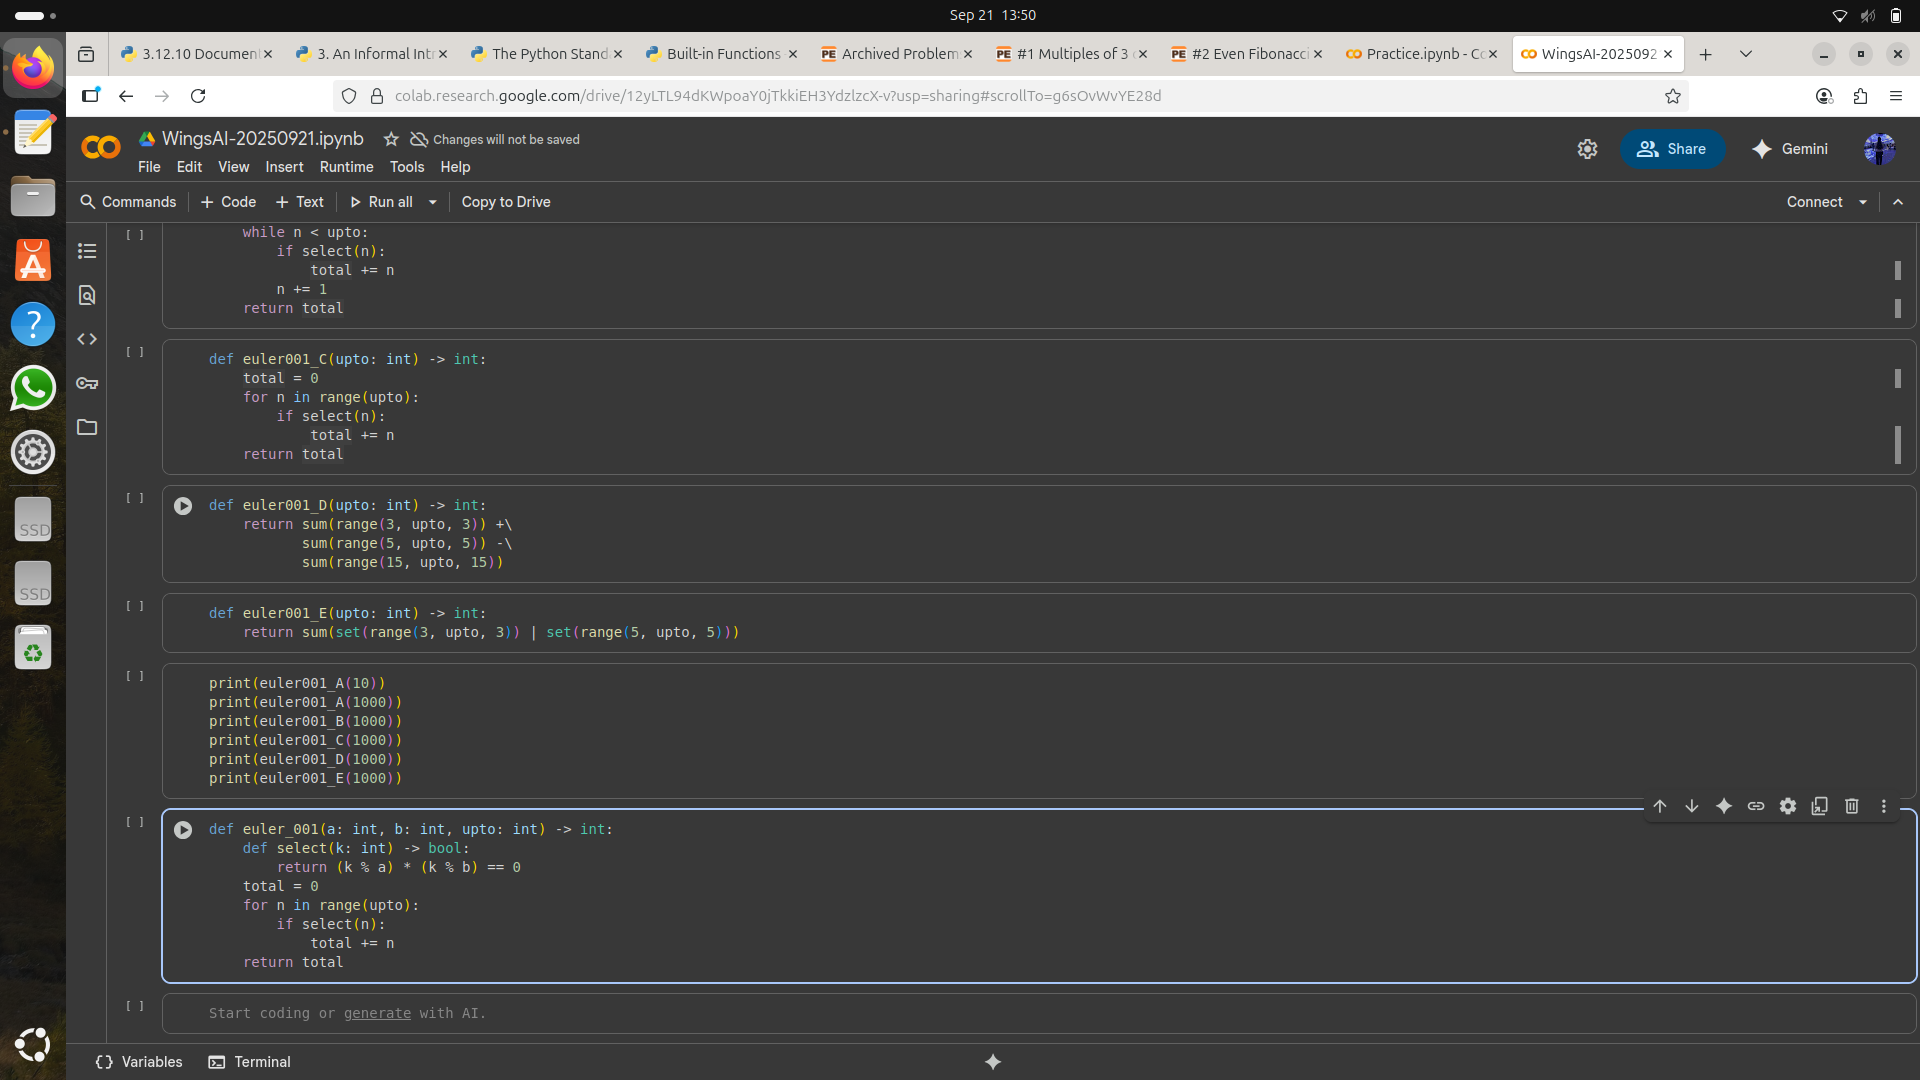 Sep 21 13:50
3.12.10 Document
3. An Informal Intr
The Python Stand
Built-in Functions
Archived Problem
#1 Multiples of 3
#2 Even Fibonacci
Practice.ipynb - Co
WingsAI-2025092
colab.research.google.com/drive/12yLTL94dKWpoaY0jTkkiEH3YdzlzcX-v?usp=sharing#scrollTo=g6sOvWvYE28d
WingsAI-20250921.ipynb
Changes will not be saved
File Edit View Insert Runtime Tools Help
Share
Gemini
Commands + Code + Text Run all Copy to Drive
Connect
[ ]
while n < upto:
if select(n):
total += n
n += 1
return total
[ ]
def euler001_C(upto: int) -> int:
total = 0
for n in range(upto):
if select(n):
total += n
return total
[ ]
def euler001_D(upto: int) -> int:
return sum(range(3, upto, 3)) +\
sum(range(5, upto, 5)) -\
sum(range(15, upto, 15))
[ ]
def euler001_E(upto: int) -> int:
return sum(set(range(3, upto, 3)) | set(range(5, upto, 5)))
[ ]
print(euler001_A(10))
print(euler001_A(1000))
print(euler001_B(1000))
print(euler001_C(1000))
print(euler001_D(1000))
print(euler001_E(1000))
[ ]
def euler_001(a: int, b: int, upto: int) -> int:
def select(k: int) -> bool:
return (k % a) * (k % b) == 0
total = 0
for n in range(upto):
if select(n):
total += n
return total
[ ]
Start coding or generate with AI.
Variables
Terminal
SSD
SSD